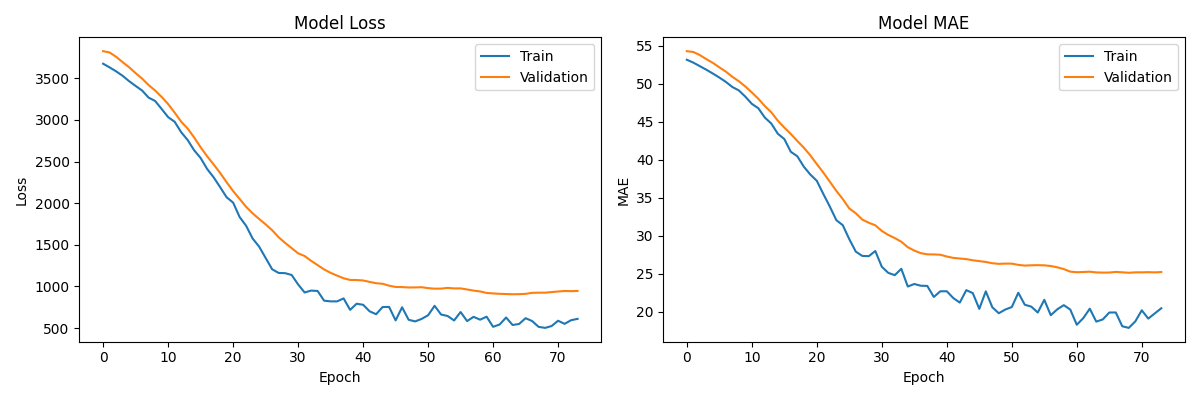 Model Loss
Train
Validation
3500
3000
2500
2000
1500
1000
500
Loss
0 10 20 30 40 50 60 70
Epoch
Model MAE
Train
Validation
55
50
45
40
35
30
25
20
MAE
0 10 20 30 40 50 60 70
Epoch